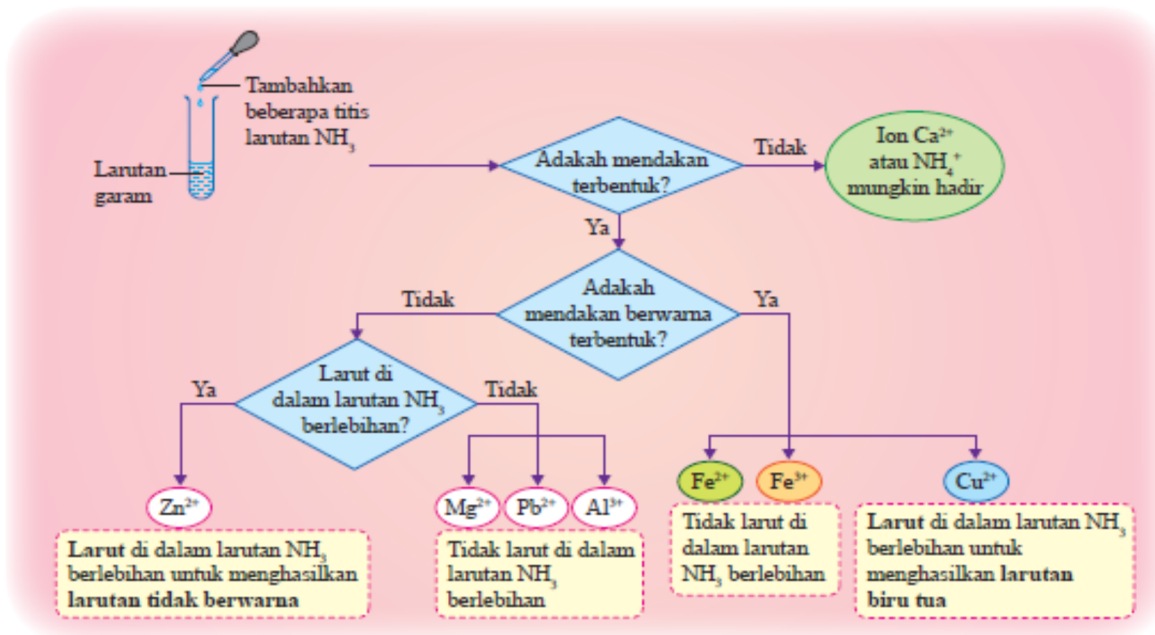 Tambahkan
beberapa titis
larutan NH₃
Larutan
garam
Adakah mendakan
terbentuk?
Tidak
Ion Ca²⁺
atau NH₄⁺
mungkin hadir
Ya
Adakah
mendakan berwarna
terbentuk?
Tidak
Ya
Larut di
dalam larutan NH₃
berlebihan?
Ya
Tidak
Zn²⁺
Mg²⁺
Pb²⁺
Al³⁺
Fe²⁺
Fe³⁺
Cu²⁺
Larut di dalam larutan NH₃
berlebihan untuk menghasilkan
larutan tidak berwarna
Tidak larut di dalam
larutan NH₃
berlebihan
Tidak larut di
dalam larutan
NH₃ berlebihan
Larut di dalam larutan NH₃
berlebihan untuk
menghasilkan larutan
biru tua